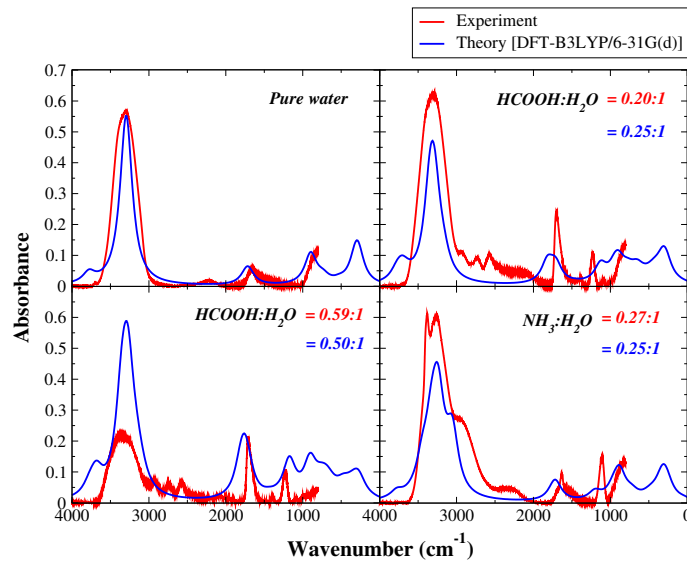 Experiment
Theory [DFT-B3LYP/6-31G(d)]
Absorbance
0.7
0.6
0.5
0.4
0.3
0.2
0.1
0
Pure water
HCOOH:H₂O = 0.20:1
= 0.25:1
0.6
0.5
0.4
0.3
0.2
0.1
0
HCOOH:H₂O = 0.59:1
= 0.50:1
NH₃:H₂O = 0.27:1
= 0.25:1
4000 3000 2000 1000 4000 3000 2000 1000 0
Wavenumber (cm⁻¹)